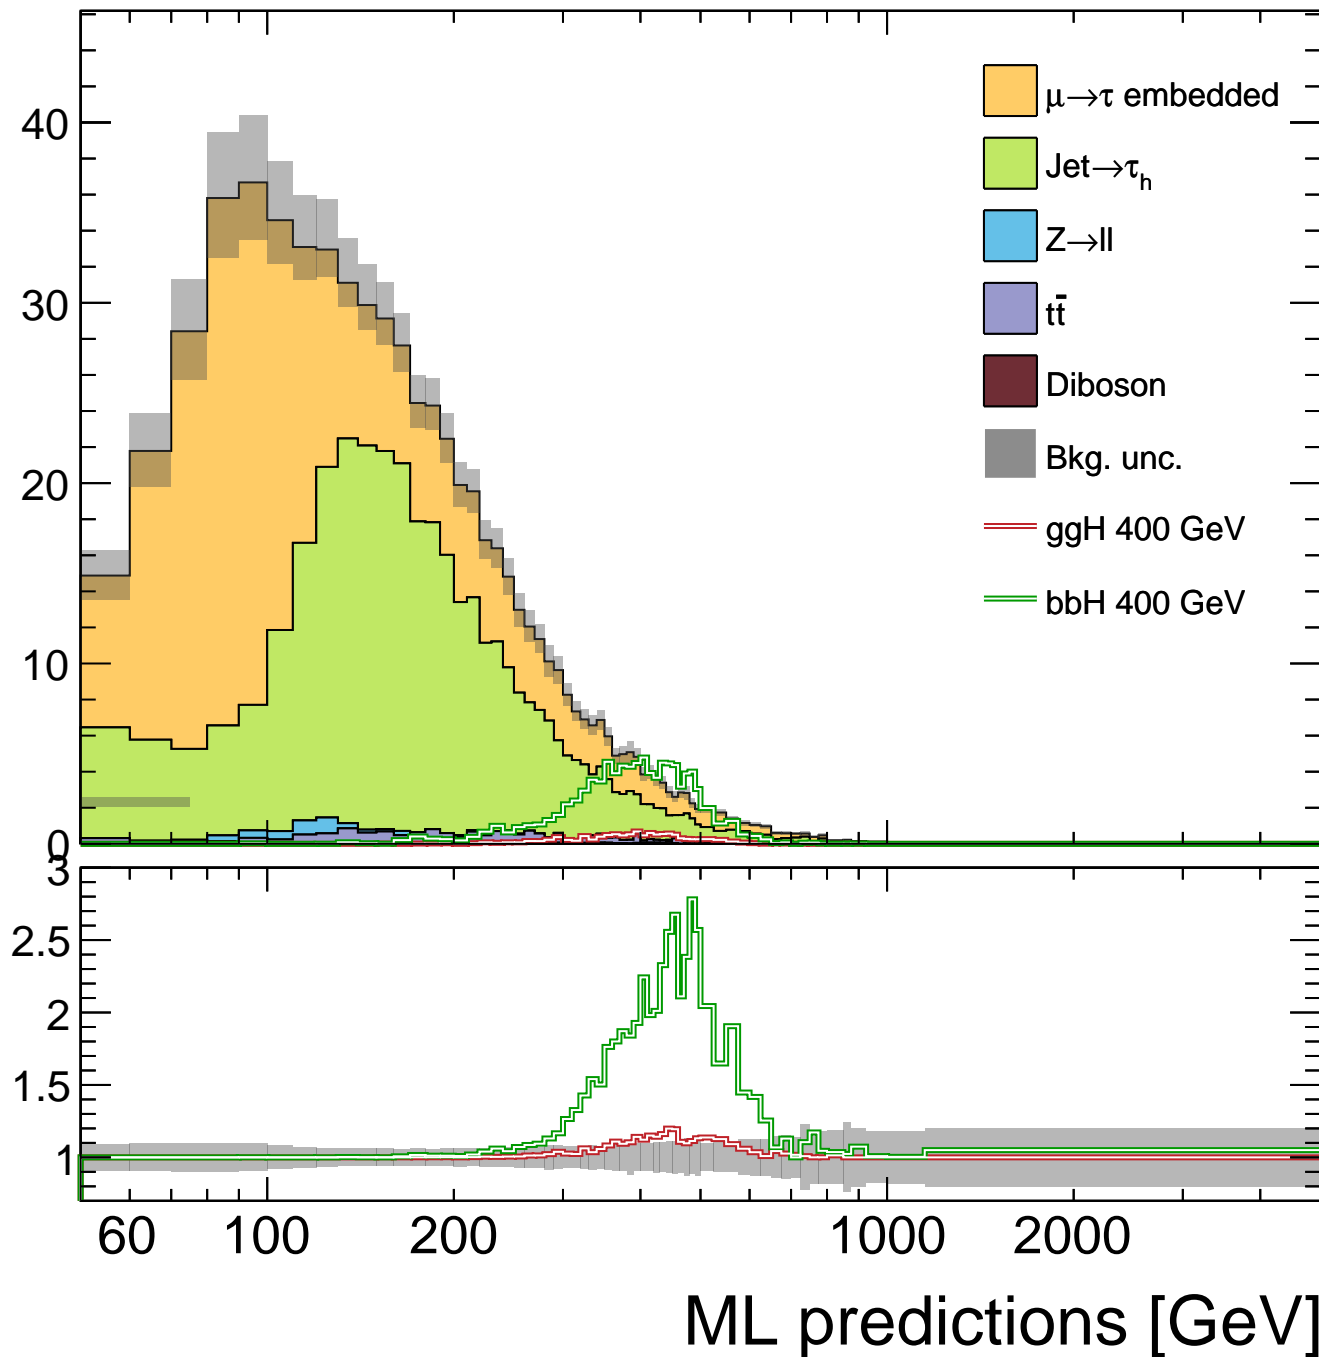 40
30
20
10
0
μ→τ embedded
Jet→τh
Z→ll
tt̄
Diboson
Bkg. unc.
ggH 400 GeV
bbH 400 GeV
3
2.5
2
1.5
1
60 100 200 1000 2000
ML predictions [GeV]